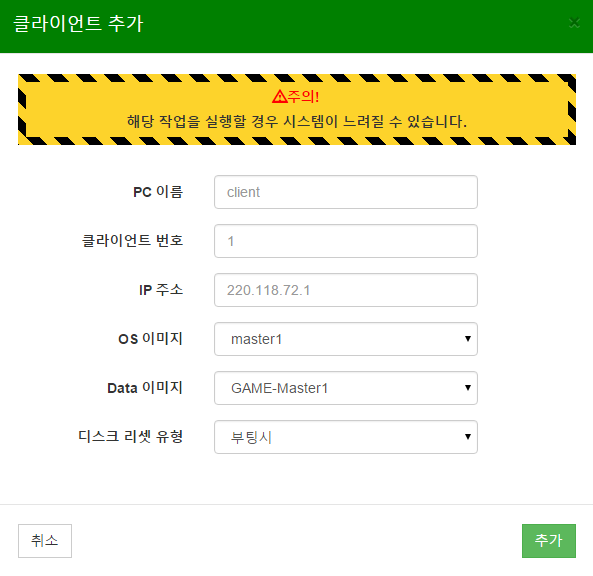 클라이언트 추가
×
⚠주의!
해당 작업을 실행할 경우 시스템이 느려질 수 있습니다.
PC 이름 client
클라이언트 번호 1
IP 주소 220.118.72.1
OS 이미지 master1
Data 이미지 GAME-Master1
디스크 리셋 유형 부팅시
취소 추가